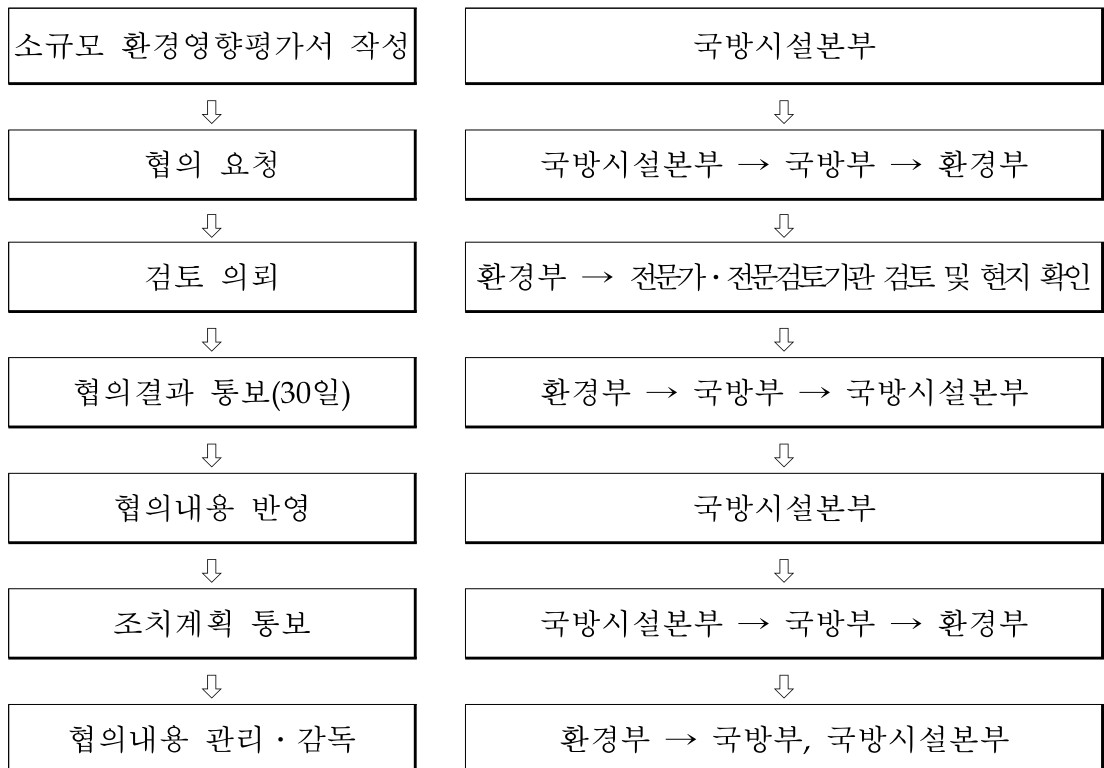 소규모 환경영향평가서 작성
국방시설본부
⇩ ⇩
협의 요청
국방시설본부 → 국방부 → 환경부
⇩ ⇩
검토 의뢰
환경부 → 전문가·전문검토기관 검토 및 현지 확인
⇩ ⇩
협의결과 통보(30일)
환경부 → 국방부 → 국방시설본부
⇩ ⇩
협의내용 반영
국방시설본부
⇩ ⇩
조치계획 통보
국방시설본부 → 국방부 → 환경부
⇩ ⇩
협의내용 관리·감독
환경부 → 국방부, 국방시설본부